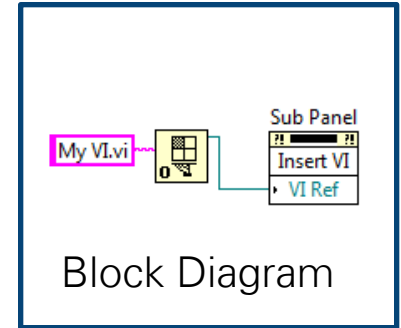 Sub Panel
?! ?!
My VI.vi
Insert VI
0
VI Ref
Block Diagram